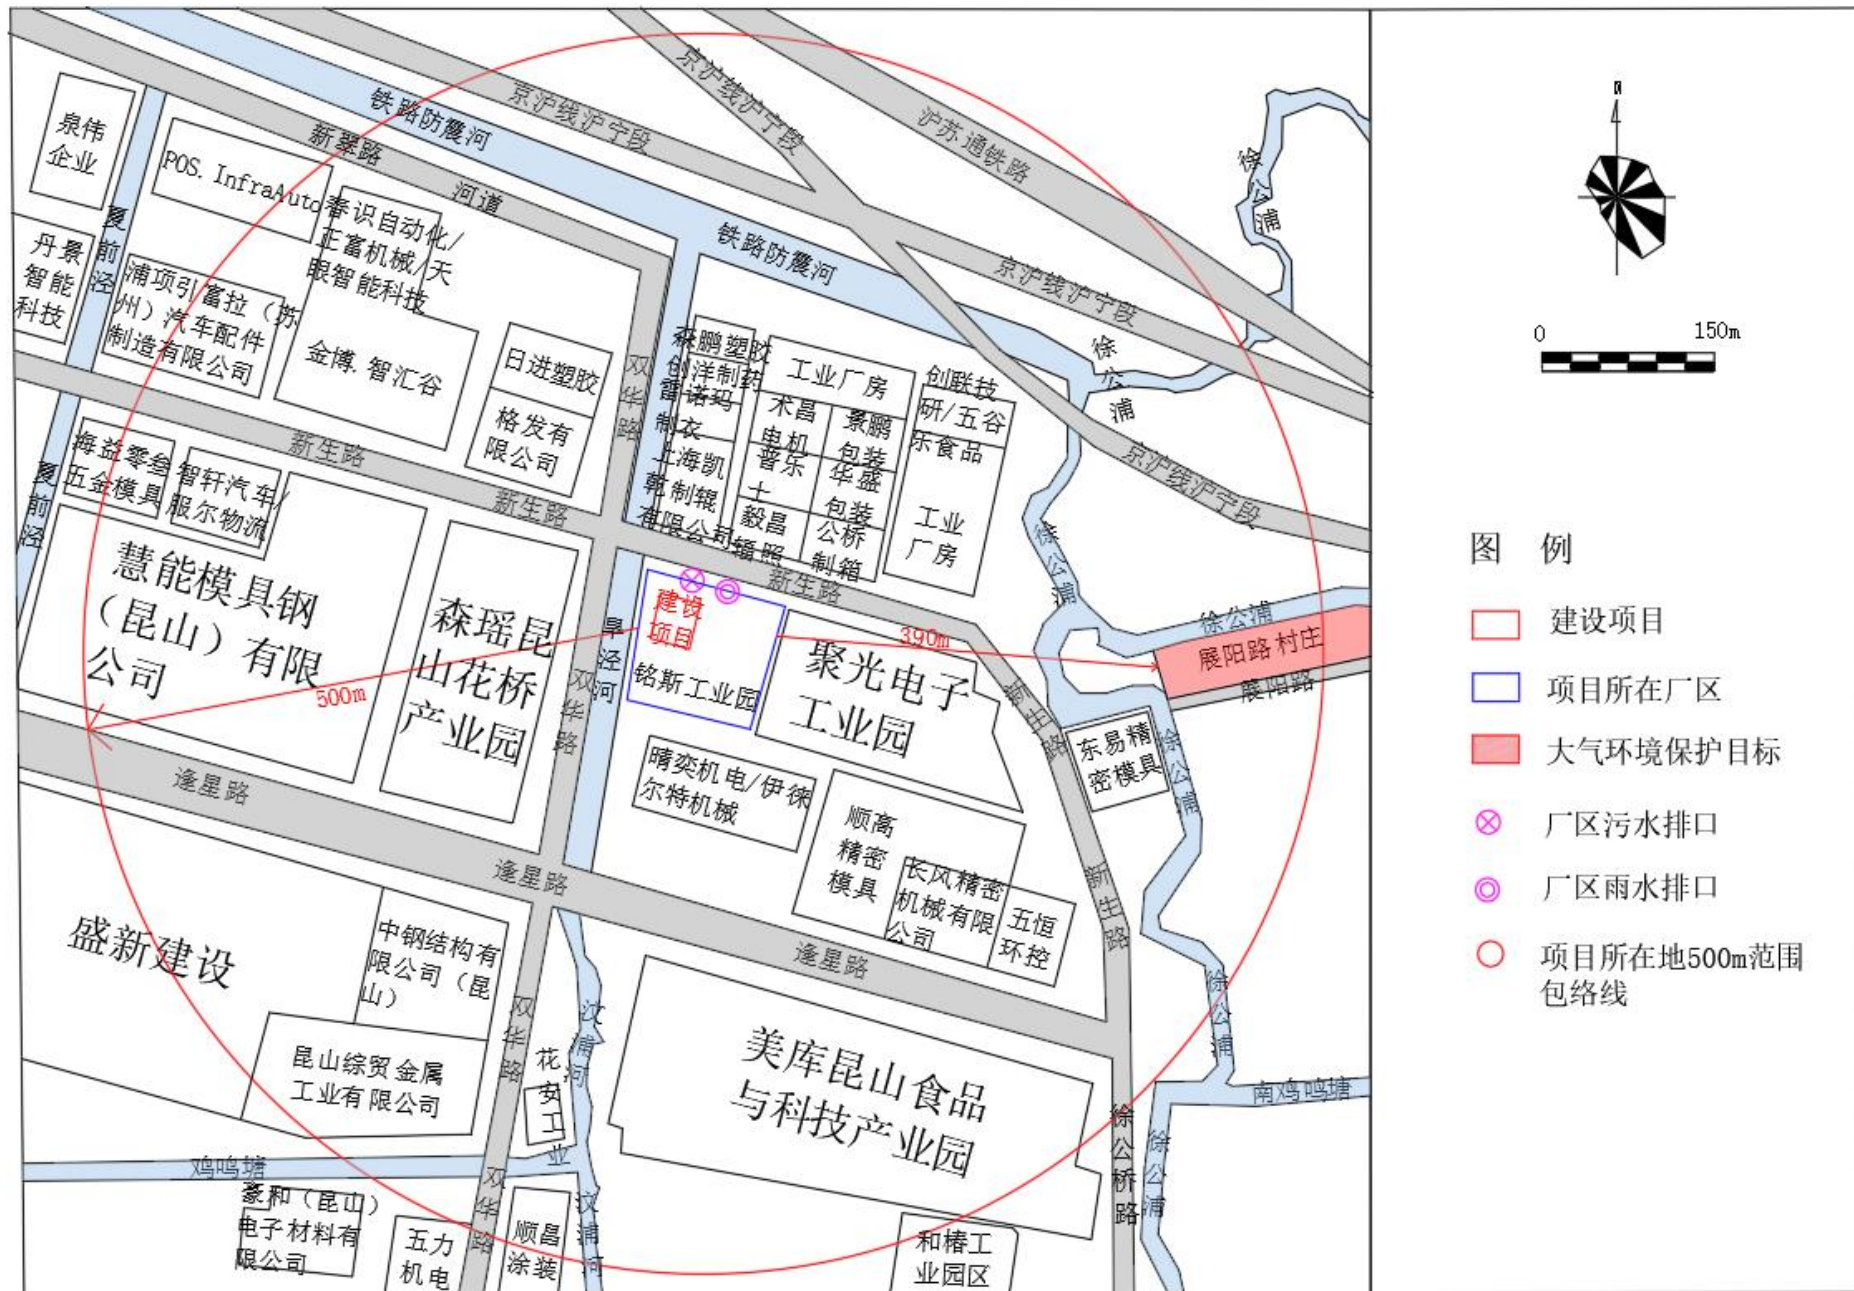 京沪线沪宁段
京沪线沪宁段
沪苏通铁路
铁路防震河
新翠路
河道
徐公浦
泉伟
企业
POS.InfraAuto
春识自动化/
正富机械/天
眼智能科技
夏前泾
丹景
智能
科技
浦项引富拉（苏
州）汽车配件
制造有限公司
金博.智汇谷
日进塑胶
格发有
限公司
双华路
铁路防震河
京沪线沪宁段
徐公浦
森鹏塑胶
创洋制药
雷诺玛
制衣
上海凯
乾制辊
有限公司
工业厂房
术昌
电机
景鹏
包装
普乐
士
华盛
包装
毅昌
辐照
公桥
制箱
创联技
研/五谷
乐食品
工业
厂房
京沪线沪宁段
新生路
新生路
新生路
海益零叁
五金模具
智轩汽车/
服尔物流
夏前泾
慧能模具钢
（昆山）有限
公司
森瑶昆
山花桥
产业园
旱泾河
双华路
建设
项目
铭斯工业园
500m
390m
聚光电子
工业园
徐公浦
徐公浦
展阳路村庄
展阳路
新生路
东易精
密模具
徐公浦
晴奕机电/伊徕
尔特机械
顺高
精密
模具
长风精密
机械有限
公司
五恒
环控
新生路
逢星路
逢星路
逢星路
盛新建设
中钢结构有
限公司（昆
山）
昆山综贸金属
工业有限公司
双华路
花安工业
汶浦河
美库昆山食品
与科技产业园
徐公浦
南鸡鸣塘
徐公桥路
徐公浦
鸡鸣塘
豪和（昆山）
电子材料有
限公司
五力
机电
双华路
顺昌
涂装
汶浦河
和椿工
业园区
0 150m
图 例
建设项目
项目所在厂区
大气环境保护目标
厂区污水排口
厂区雨水排口
项目所在地500m范围
包络线